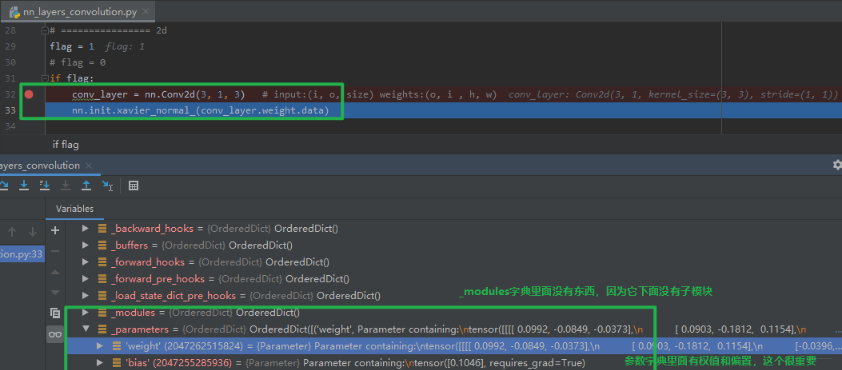 nn_layers_convolution.py ×
28 # ================ 2d
29 flag = 1 flag: 1
30 # flag = 0
31 if flag:
32 conv_layer = nn.Conv2d(3, 1, 3) # input:(i, o, size) weights:(o, i , h, w) conv_layer: Conv2d(3, 1, kernel_size=(3, 3), stride=(1, 1))
33 nn.init.xavier_normal_(conv_layer.weight.data)
34
if flag
ayers_convolution ×
Variables
_backward_hooks = {OrderedDict} OrderedDict()
tion.py:33
_buffers = {OrderedDict} OrderedDict()
_forward_hooks = {OrderedDict} OrderedDict()
_forward_pre_hooks = {OrderedDict} OrderedDict()
_load_state_dict_pre_hooks = {OrderedDict} OrderedDict()
_modules字典里面没有东西，因为它下面没有子模块
_modules = {OrderedDict} OrderedDict()
_parameters = {OrderedDict} OrderedDict([('weight', Parameter containing:\ntensor([[[[ 0.0992, -0.0849, -0.0373],\n [ 0.0903, -0.1812, 0.1154],\n
'weight' (2047262515824) = {Parameter} Parameter containing:\ntensor([[[[ 0.0992, -0.0849, -0.0373],\n [ 0.0903, -0.1812, 0.1154],\n [-0.0396,...
'bias' (2047255285936) = {Parameter} Parameter containing:\ntensor([0.1046], requires_grad=True)
参数字典里面有权值和偏置，这个很重要